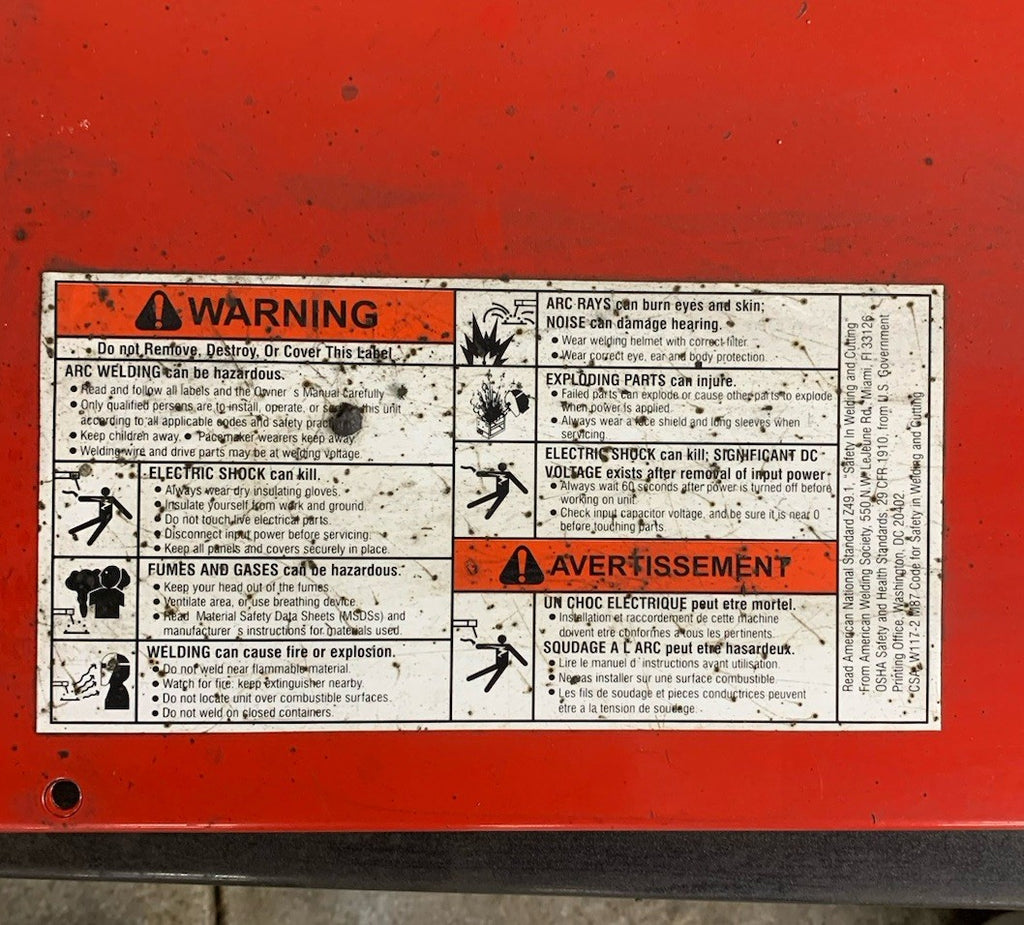 WARNING
Do not Remove, Destroy, Or Cover This Label
ARC WELDING can be hazardous.
● Read and follow all labels and the Owner´s Manual carefully
● Only qualified persons are to install, operate, or this unit
according to all applicable codes and safety
● Keep children away. ● Pacemaker wearers keep away.
● Welding wire and drive parts may be at welding voltage.
ELECTRIC SHOCK can kill.
● Always wear dry insulating gloves.
● Insulate yourself from work and ground.
● Do not touch live electrical parts.
● Disconnect input power before servicing.
● Keep all panels and covers securely in place.
FUMES AND GASES can be hazardous.
● Keep your head out of the fumes
● Ventilate area, or use breathing device
● Read Material Safety Data Sheets (MSDSs) and
manufacturer´s instructions for materials used.
WELDING can cause fire or explosion.
● Do not weld near flammable material.
● Watch for fire: keep extinguisher nearby.
● Do not locate unit over combustible surfaces.
● Do not weld on closed containers.
ARC RAYS can burn eyes and skin;
NOISE can damage hearing.
● Wear welding helmet with correct filter.
● Wear correct eye, ear and body protection.
EXPLODING PARTS can injure.
● Failed parts can explode or cause other parts to explode
when power is applied.
● Always wear a face shield and long sleeves when
servicing.
ELECTRIC SHOCK can kill; SIGNIFICANT DC
VOLTAGE exists after removal of input power
● Always wait 60 seconds after power is turned off before
working on unit.
● Check input capacitor voltage, and be sure it is near 0
before touching parts.
AVERTISSEMENT
UN CHOC ELECTRIQUE peut etre mortel.
● Installation et raccordement de cette machine
doivent etre conformes a tous les pertinents.
SOUDAGE A L´ARC peut etre hasardeux.
● Lire le manuel d´instructions avant utilisation.
● Ne pas installer sur une surface combustible.
● Les fils de soudage et pieces conductrices peuvent
etre a la tension de soudage.
Read American National Standard Z49.1, "Safety In Welding and Cutting"
From American Welding Society, 550 N.W. LeJeune Rd, Miami, Fl 33126
OSHA Safety and Health Standards, 29 CFR 1910, from U.S. Government
Printing Office, Washington, DC 20402
CSA, W117-2 M87 Code for Safety in Welding and Cutting